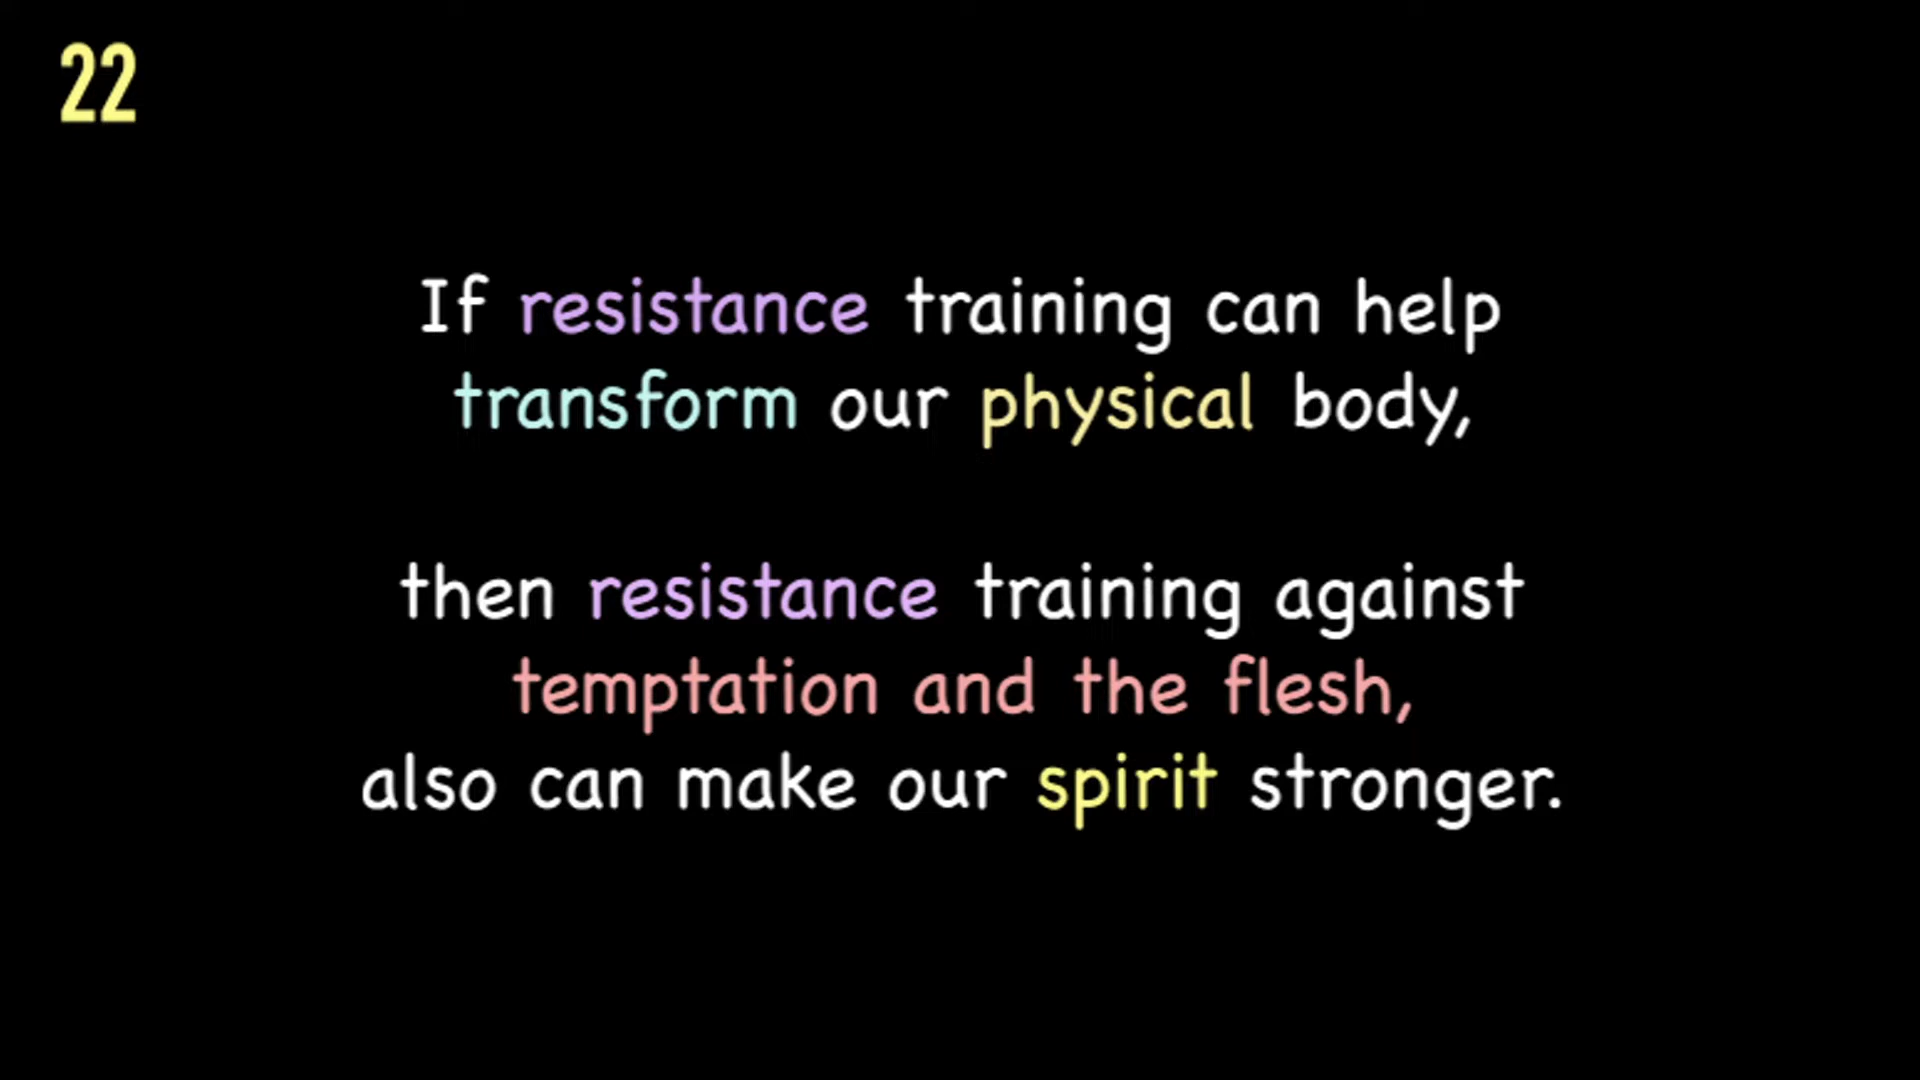 22
If resistance training can help
transform our physical body,
then resistance training against
temptation and the flesh,
also can make our spirit stronger.